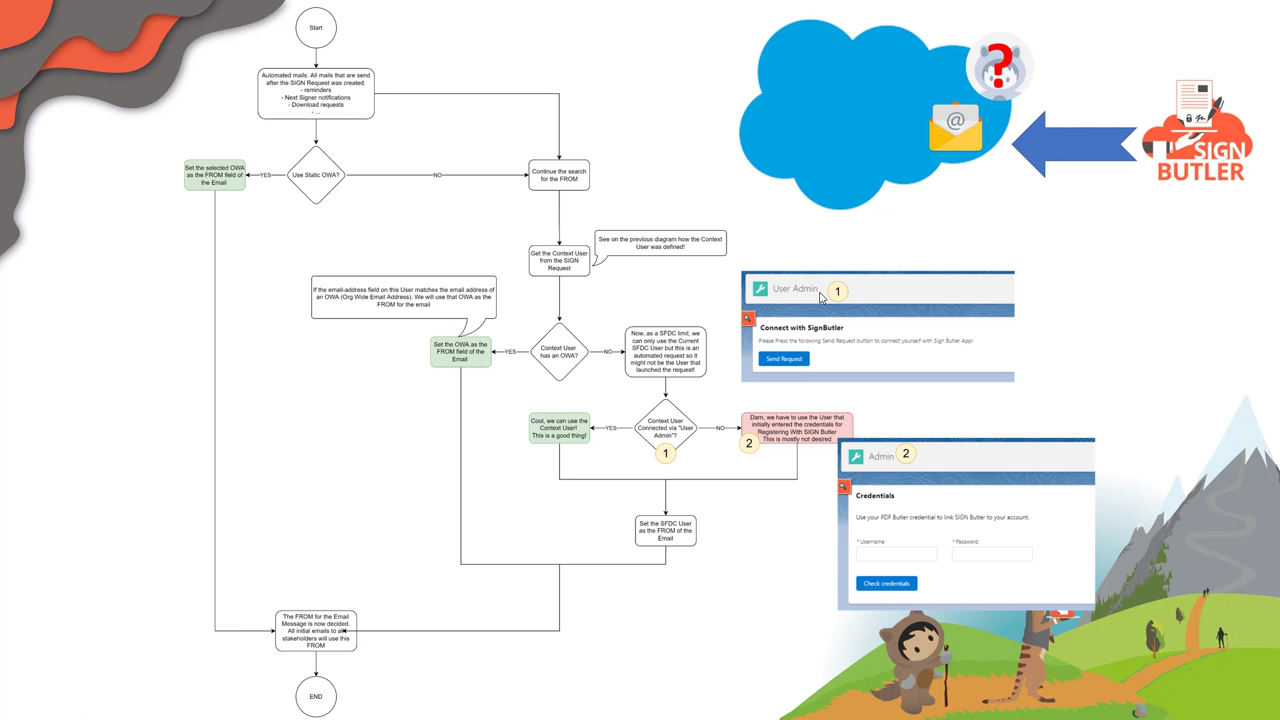 Start
Automated mails. All mails that are send
after the SIGN Request was created.
- reminders
- Next Signer notifications
- Download requests
- ...
Set the selected OWA
as the FROM field of
the Email
YES
Use Static OWA?
NO
Continue the search
for the FROM
See on the previous diagram how the Context
User was defined!
Get the Context User
from the SIGN
Request
If the email-address field on this User matches the email address of
an OWA (Org Wide Email Address). We will use that OWA as the
FROM for the email
Set the OWA as the
FROM field of the
Email
YES
Context User
has an OWA?
NO
Now, as a SFDC limit, we
can only use the Current
SFDC User but this is an
automated request so it
might not be the User that
launched the request!
Cool, we can use the
Context User!
This is a good thing!
YES
Context User
Connected via "User
Admin"?
1
NO
Darn, we have to use the User that
initially entered the credentials for
Registering With SIGN Butler
This is mostly not desired
2
Set the SFDC User
as the FROM of the
Email
The FROM for the Email
Message is now decided.
All initial emails to all
stakeholders will use this
FROM
END
?
@
SIGN
BUTLER
User Admin
1
Connect with SignButler
Please Press the following Send Request button to connect yourself with Sign Butler App!
Send Request
Admin
2
Credentials
Use your PDF Butler credential to link SIGN Butler to your account.
* Username
* Password
Check credentials